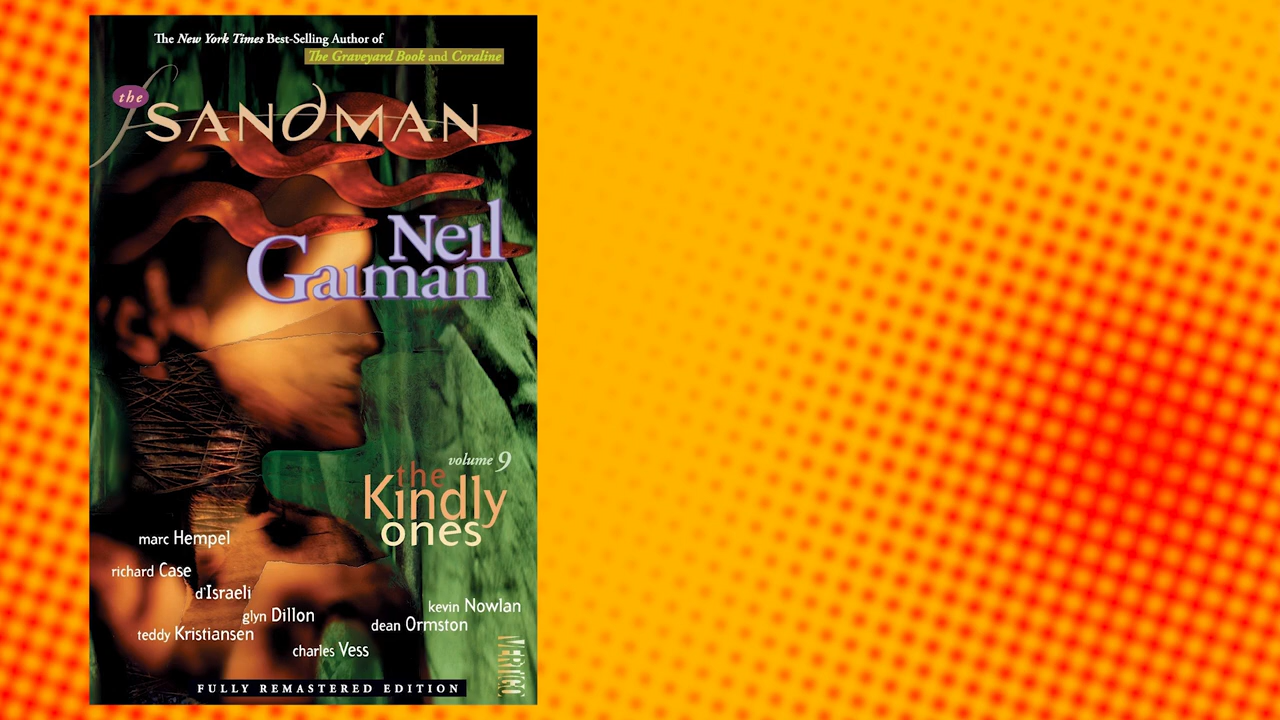 The New York Times Best-Selling Author of
The Graveyard Book and Coraline
the
SANDMAN
Neil
Gaiman
volume 9
the
Kindly
ones
marc Hempel
richard Case
d'Israeli
glyn Dillon
teddy Kristiansen
charles Vess
kevin Nowlan
dean Ormston
VERTIGO
FULLY REMASTERED EDITION